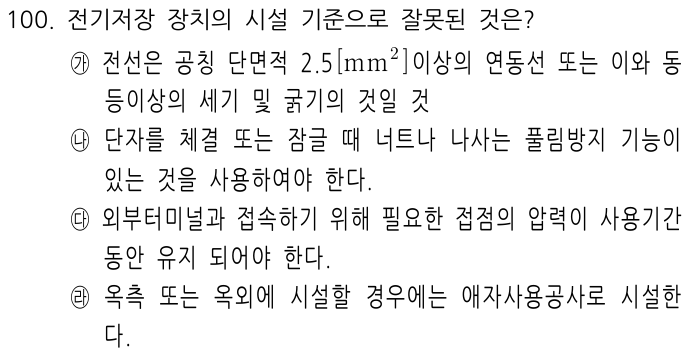 100. 전기저장 장치의 시설 기준으로 잘못된 것은?
㉮ 전선은 공칭 단면적 2.5[mm²]이상의 연동선 또는 이와 동
등이상의 세기 및 굵기의 것일 것
㉯ 단자를 체결 또는 잠글 때 너트나 나사는 풀림방지 기능이
있는 것을 사용하여야 한다.
㉰ 외부터미널과 접속하기 위해 필요한 접점의 압력이 사용기간
동안 유지 되어야 한다.
㉱ 옥측 또는 옥외에 시설할 경우에는 애자사용공사로 시설한
다.